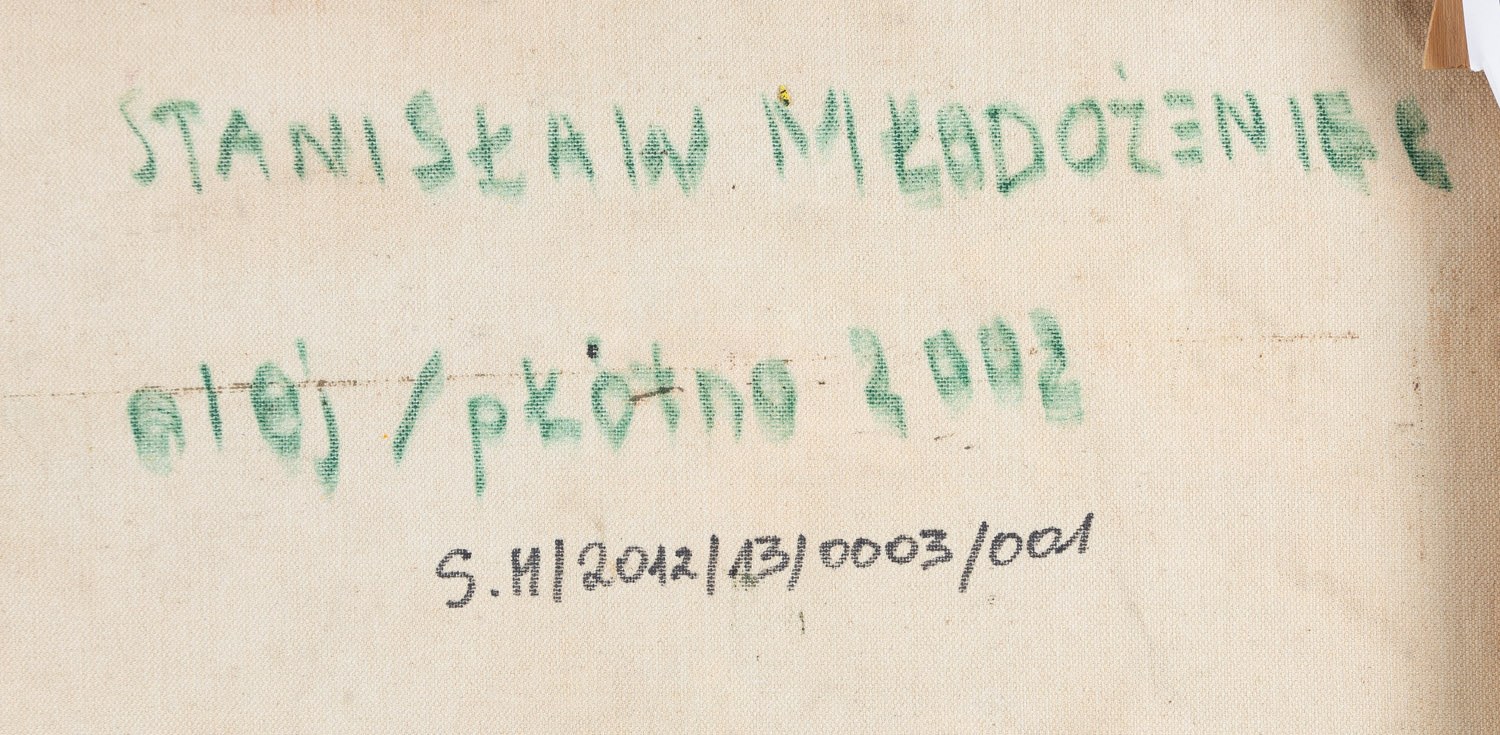 STANISŁAW MŁODOŻENIEC
olej / płótno 2002
S.M/2012/13/0003/001